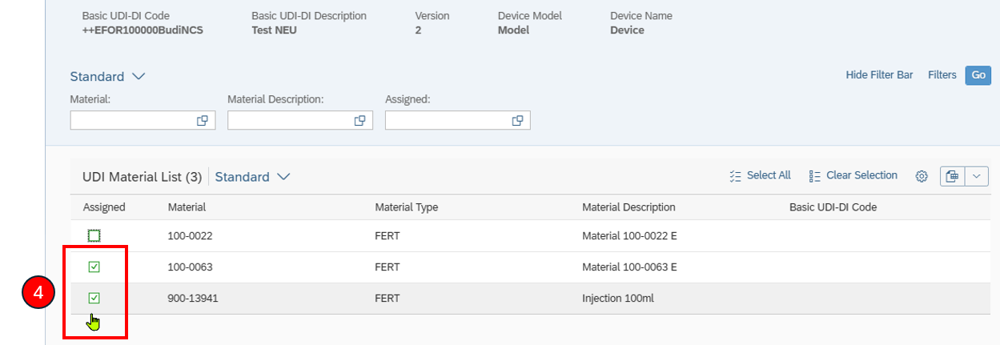 Basic UDI-DI Code Basic UDI-DI Description Version Device Model Device Name
++EFOR100000BudiNCS Test NEU 2 Model Device
Standard Hide Filter Bar Filters Go
Material: Material Description: Assigned:
UDI Material List (3) Standard Select All Clear Selection
Assigned Material Material Type Material Description Basic UDI-DI Code
100-0022 FERT Material 100-0022 E
100-0063 FERT Material 100-0063 E
4
900-13941 FERT Injection 100ml